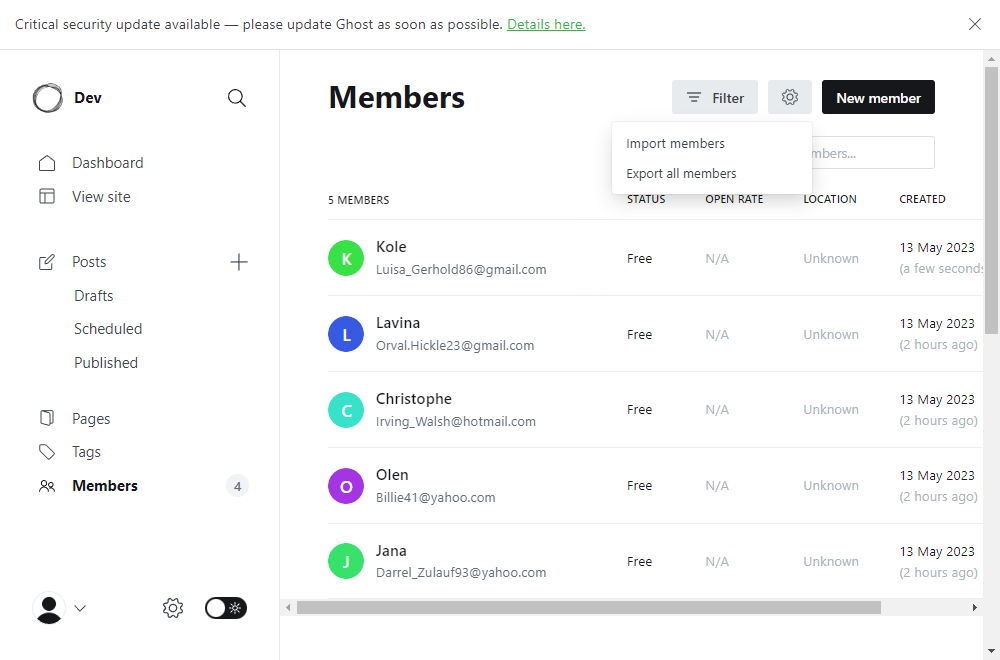 Critical security update available — please update Ghost as soon as possible. Details here.
Dev
Dashboard
View site
Posts
Drafts
Scheduled
Published
Pages
Tags
Members 4
Members
Filter
New member
Import members
Export all members
5 MEMBERS STATUS OPEN RATE LOCATION CREATED
K Kole Free N/A Unknown 13 May 2023
Luisa_Gerhold86@gmail.com (a few seconds
L Lavina Free N/A Unknown 13 May 2023
Orval.Hickle23@gmail.com (2 hours ago)
C Christophe Free N/A Unknown 13 May 2023
Irving_Walsh@hotmail.com (2 hours ago)
O Olen Free N/A Unknown 13 May 2023
Billie41@yahoo.com (2 hours ago)
J Jana Free N/A Unknown 13 May 2023
Darrel_Zulauf93@yahoo.com (2 hours ago)